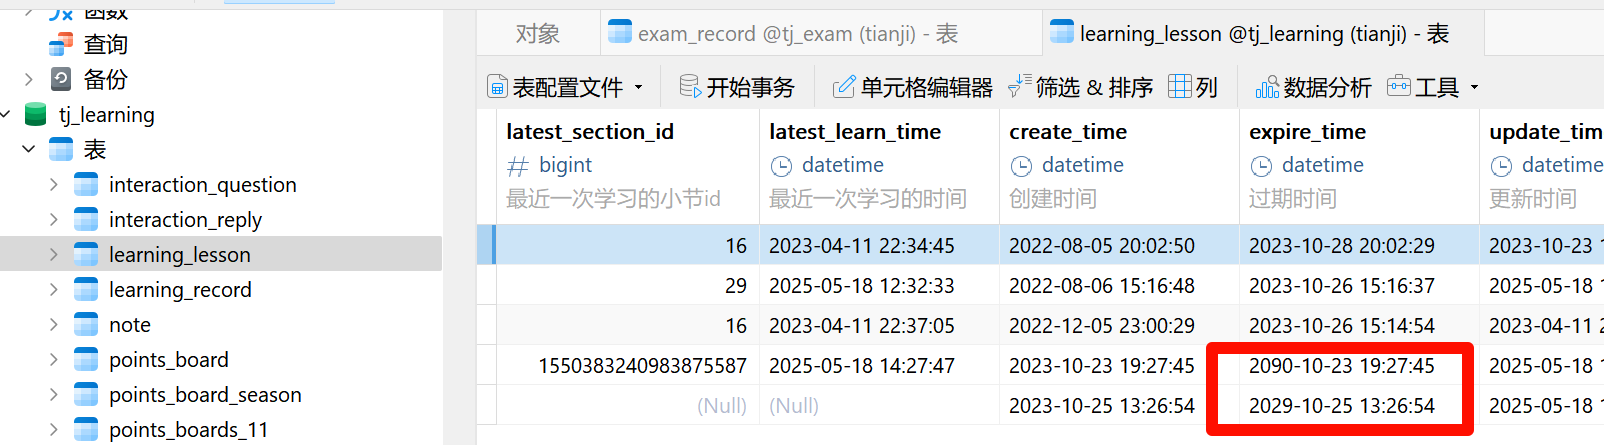 函数
查询
备份
tj_learning
表
interaction_question
interaction_reply
learning_lesson
learning_record
note
points_board
points_board_season
points_boards_11
对象
exam_record @tj_exam (tianji) - 表
learning_lesson @tj_learning (tianji) - 表
表配置文件 开始事务 单元格编辑器 筛选 & 排序 列 数据分析 工具
latest_section_id latest_learn_time create_time expire_time update_tim
# bigint datetime datetime datetime datetime
最近一次学习的小节id 最近一次学习的时间 创建时间 过期时间 更新时间
16 2023-04-11 22:34:45 2022-08-05 20:02:50 2023-10-28 20:02:29 2023-10-23 1
29 2025-05-18 12:32:33 2022-08-06 15:16:48 2023-10-26 15:16:37 2025-05-18 1
16 2023-04-11 22:37:05 2022-12-05 23:00:29 2023-10-26 15:14:54 2023-04-11 2
1550383240983875587 2025-05-18 14:27:47 2023-10-23 19:27:45 2090-10-23 19:27:45 2025-05-18 1
(Null) (Null) 2023-10-25 13:26:54 2029-10-25 13:26:54 2025-05-18 1